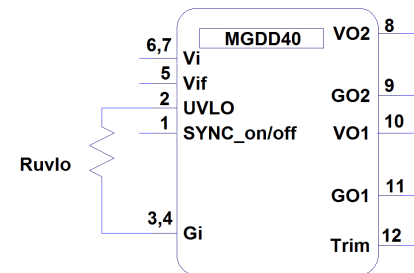 MGDD40
VO2 8
6,7 Vi
5 Vif
GO2 9
2 UVLO
VO1 10
1 SYNC_on/off
Ruvlo
GO1 11
3,4 Gi
Trim 12